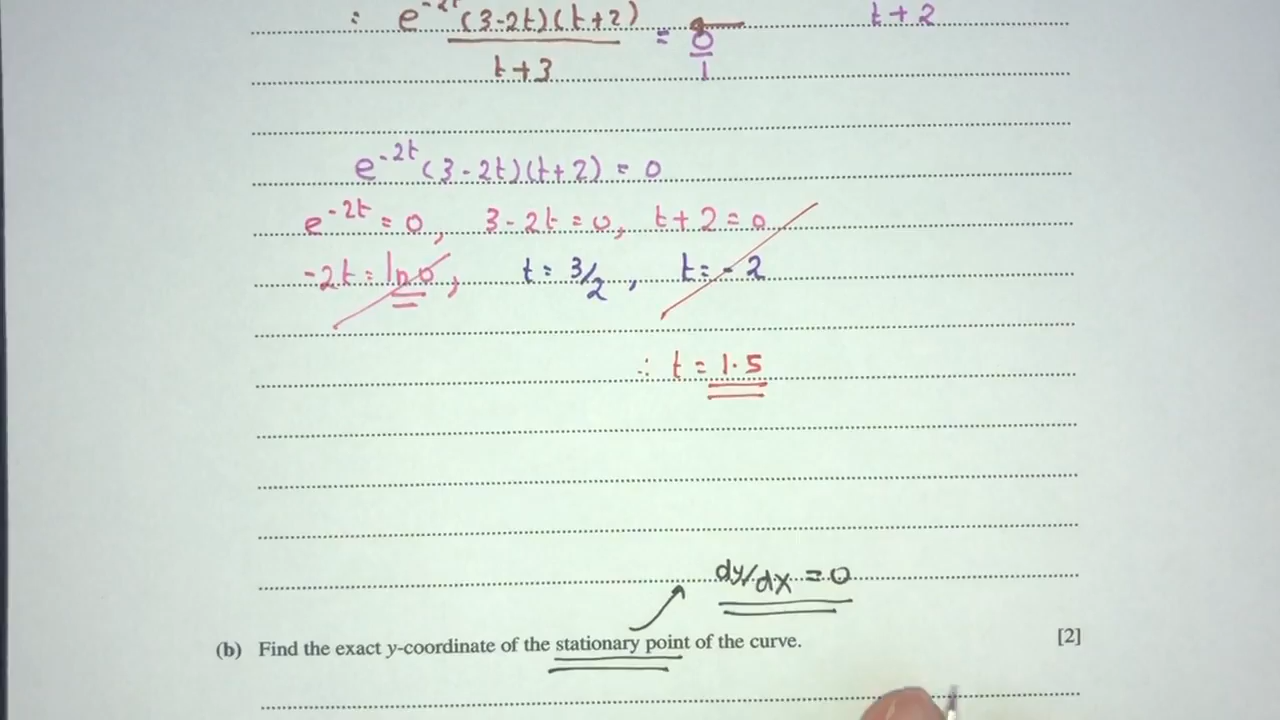 : e^-2t (3-2t)(t+2) = 0/1 t+2
t+3
e^-2t (3-2t)(t+2) = 0
e^-2t = 0, 3-2t = 0, t+2 = 0
-2t = ln 0, t = 3/2, t = -2
∴ t = 1.5
dy/dx = 0
(b) Find the exact y-coordinate of the stationary point of the curve. [2]